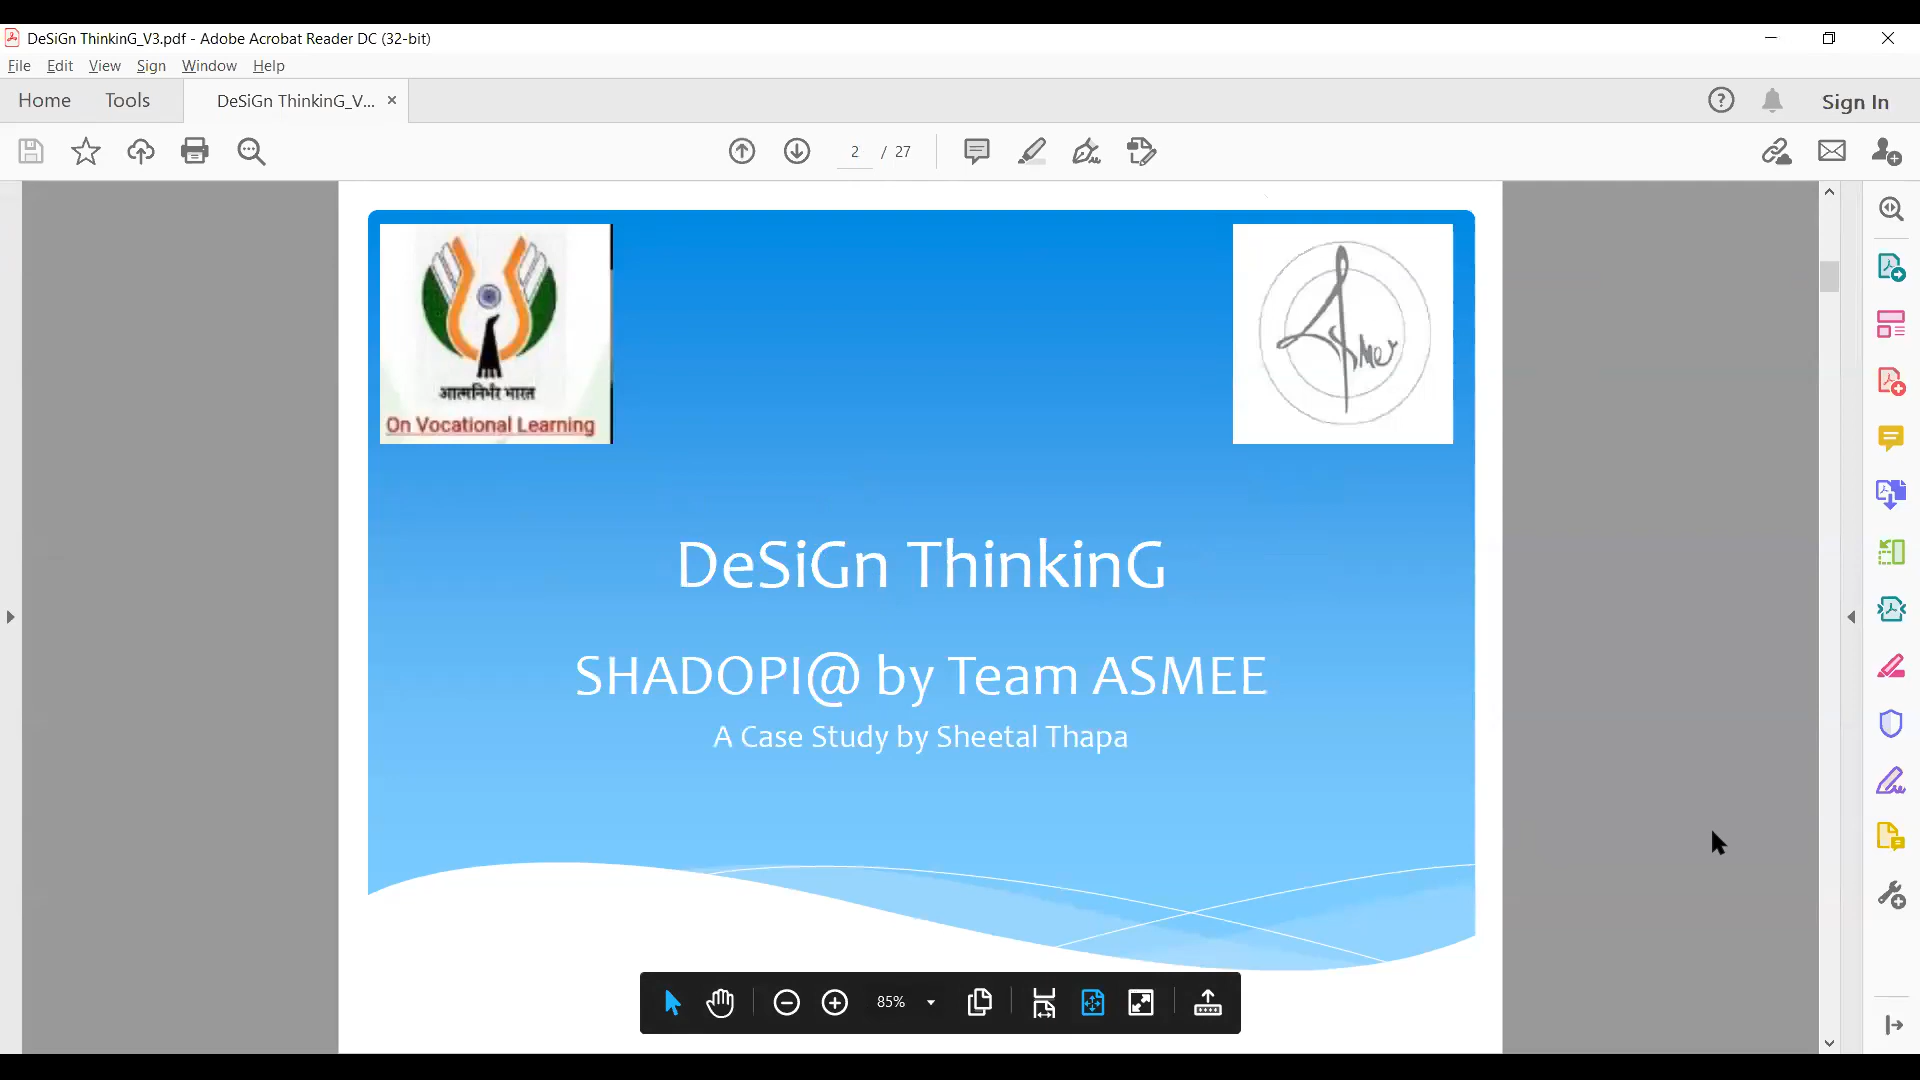 DeSiGn ThinkinG_V3.pdf - Adobe Acrobat Reader DC (32-bit)
File Edit View Sign Window Help
Home Tools DeSiGn ThinkinG_V... × Sign In
2 / 27
आत्मनिर्भर भारत
On Vocational Learning
Asmee
DeSiGn ThinkinG
SHADOPI@ by Team ASMEE
A Case Study by Sheetal Thapa
85%